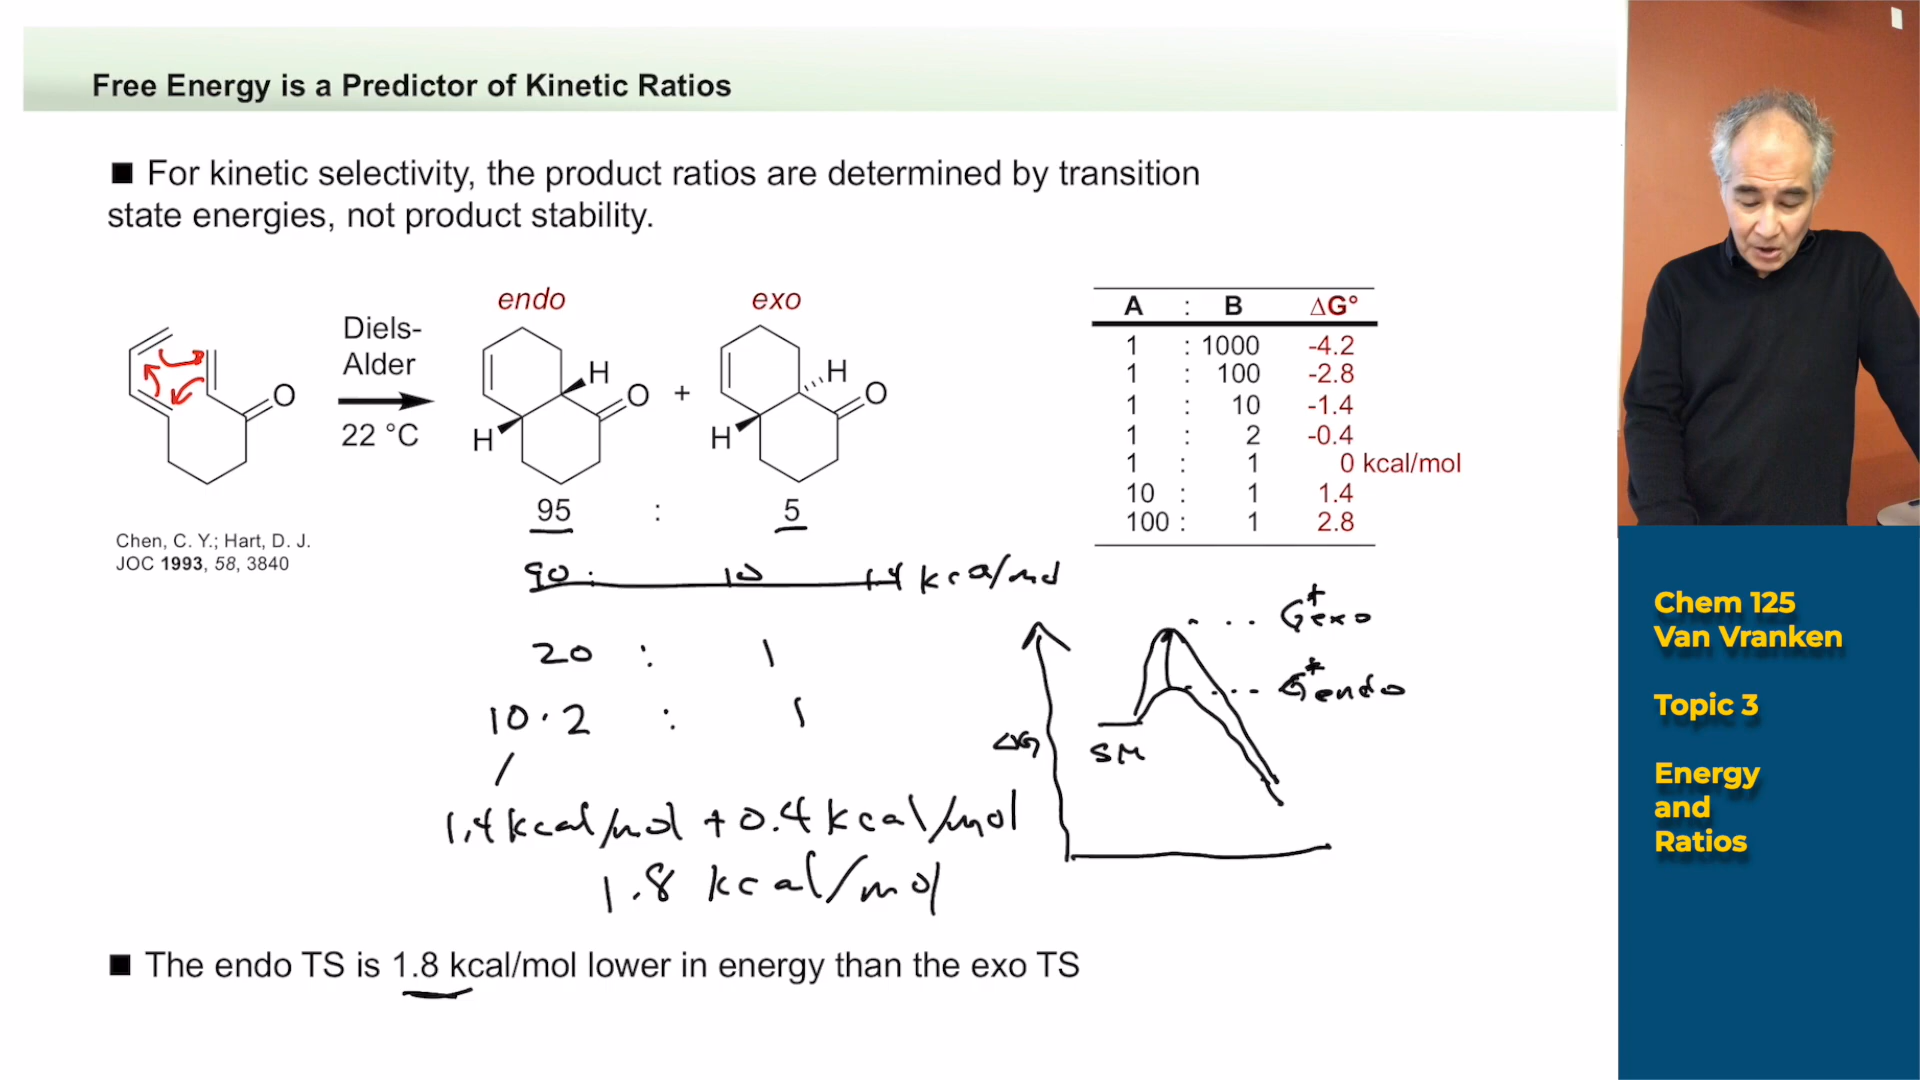 Free Energy is a Predictor of Kinetic Ratios
■ For kinetic selectivity, the product ratios are determined by transition
state energies, not product stability.
endo
exo
Diels-
Alder
22 °C
O
H
O
H
+
H
O
H
95 : 5
Chen, C. Y.; Hart, D. J.
JOC 1993, 58, 3840
A : B ΔG°
1 : 1000 -4.2
1 : 100 -2.8
1 : 10 -1.4
1 : 2 -0.4
1 : 1 0 kcal/mol
10 : 1 1.4
100 : 1 2.8
90 : 10 1.4 kcal/mol
20 : 1
10·2 : 1
1.4 kcal/mol + 0.4 kcal/mol
1.8 kcal/mol
G‡exo
G‡endo
ΔG
SM
■ The endo TS is 1.8 kcal/mol lower in energy than the exo TS
Chem 125
Van Vranken
Topic 3
Energy
and
Ratios